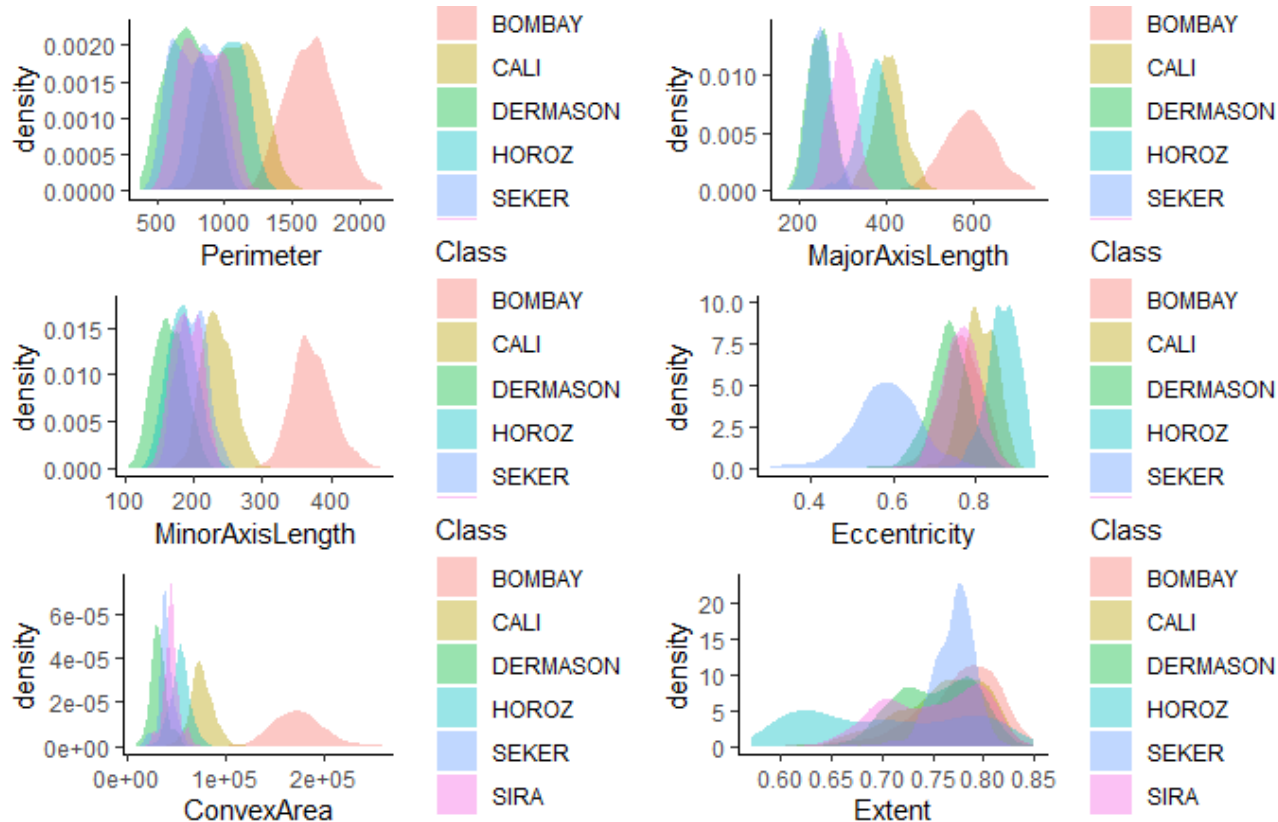 density
0.0020
0.0015
0.0010
0.0005
0.0000
500 1000 1500 2000
Perimeter
BOMBAY
CALI
DERMASON
HOROZ
SEKER
density
0.010
0.005
0.000
200 400 600
MajorAxisLength
BOMBAY
CALI
DERMASON
HOROZ
SEKER
density
0.015
0.010
0.005
0.000
100 200 300 400
MinorAxisLength
Class
BOMBAY
CALI
DERMASON
HOROZ
SEKER
density
10.0
7.5
5.0
2.5
0.0
0.4 0.6 0.8
Eccentricity
Class
BOMBAY
CALI
DERMASON
HOROZ
SEKER
density
6e-05
4e-05
2e-05
0e+00
0e+00 1e+05 2e+05
ConvexArea
Class
BOMBAY
CALI
DERMASON
HOROZ
SEKER
SIRA
density
20
15
10
5
0
0.60 0.65 0.70 0.75 0.80 0.85
Extent
Class
BOMBAY
CALI
DERMASON
HOROZ
SEKER
SIRA